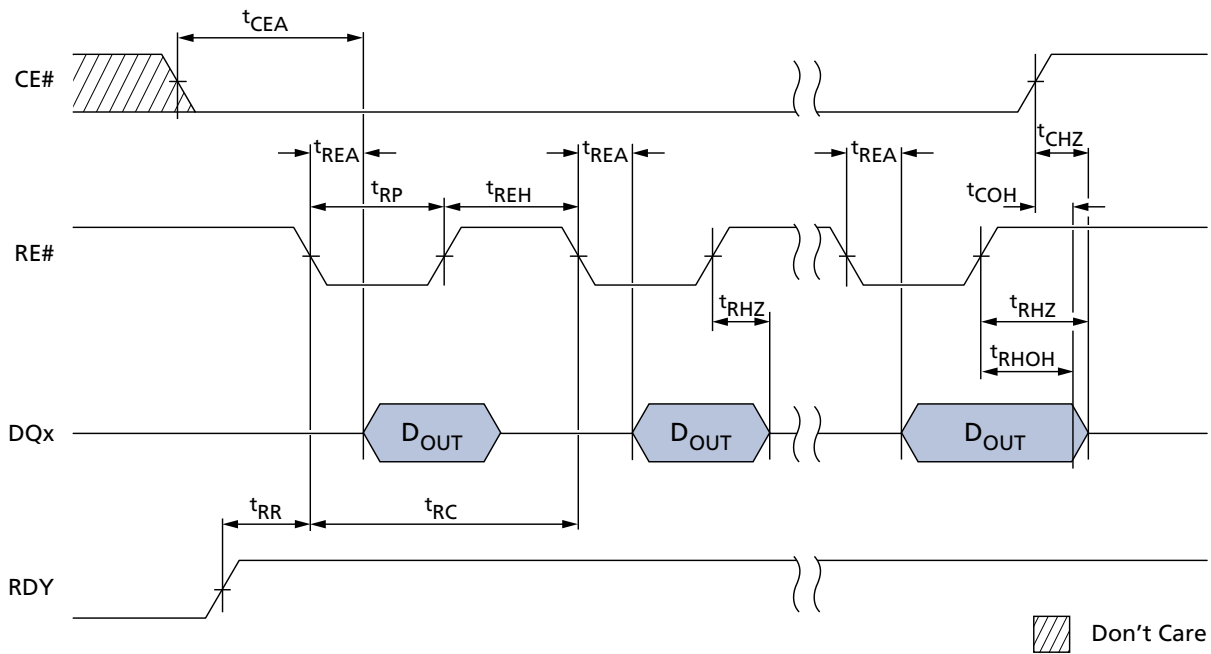 tCEA
CE#
tREA
tREA
tREA
tCHZ
tRP
tREH
tCOH
RE#
tRHZ
tRHZ
tRHOH
DQx
DOUT
DOUT
DOUT
tRR
tRC
RDY
Don't Care